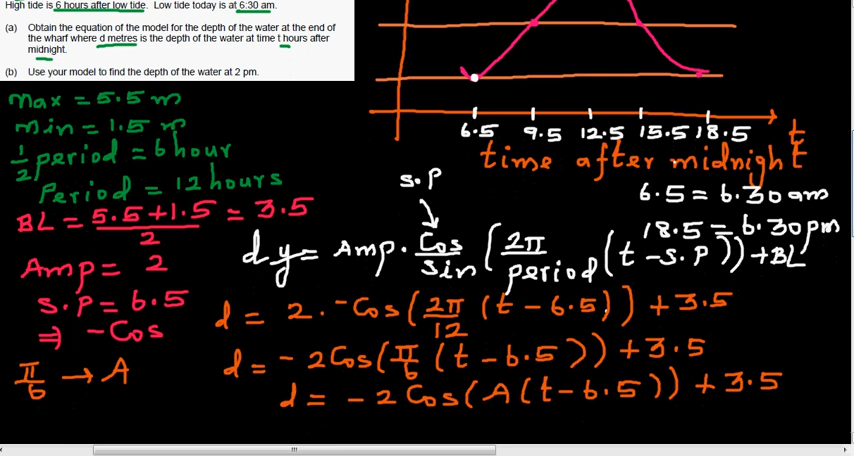 High tide is 6 hours after low tide. Low tide today is at 6:30 am.
(a) Obtain the equation of the model for the depth of the water at the end of
the wharf where d metres is the depth of the water at time t hours after
midnight.
(b) Use your model to find the depth of the water at 2 pm.
6.5 9.5 12.5 15.5 18.5 t
time after midnight
6.5 = 6.30am
18.5 = 6.30pm
max = 5.5 m
min = 1.5 m
1/2 period = 6 hour
Period = 12 hours
BL = 5.5+1.5/2 = 3.5
Amp = 2
S.P = 6.5
⇒ -Cos
π/6 → A
S.P
d y = Amp. Cos/Sin (2π/period (t - S.P)) + BL
d = 2. -Cos(2π/12 (t - 6.5)) + 3.5
d = - 2Cos(π/6 (t - 6.5)) + 3.5
d = - 2 Cos(A(t - 6.5)) + 3.5